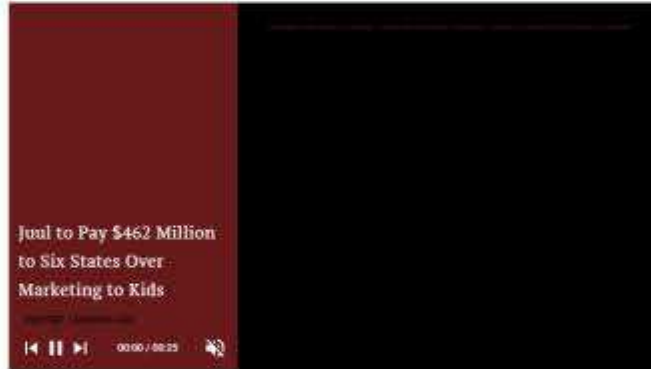 Juul to Pay $462 Million
to Six States Over
Marketing to Kids
00:00 / 00:25